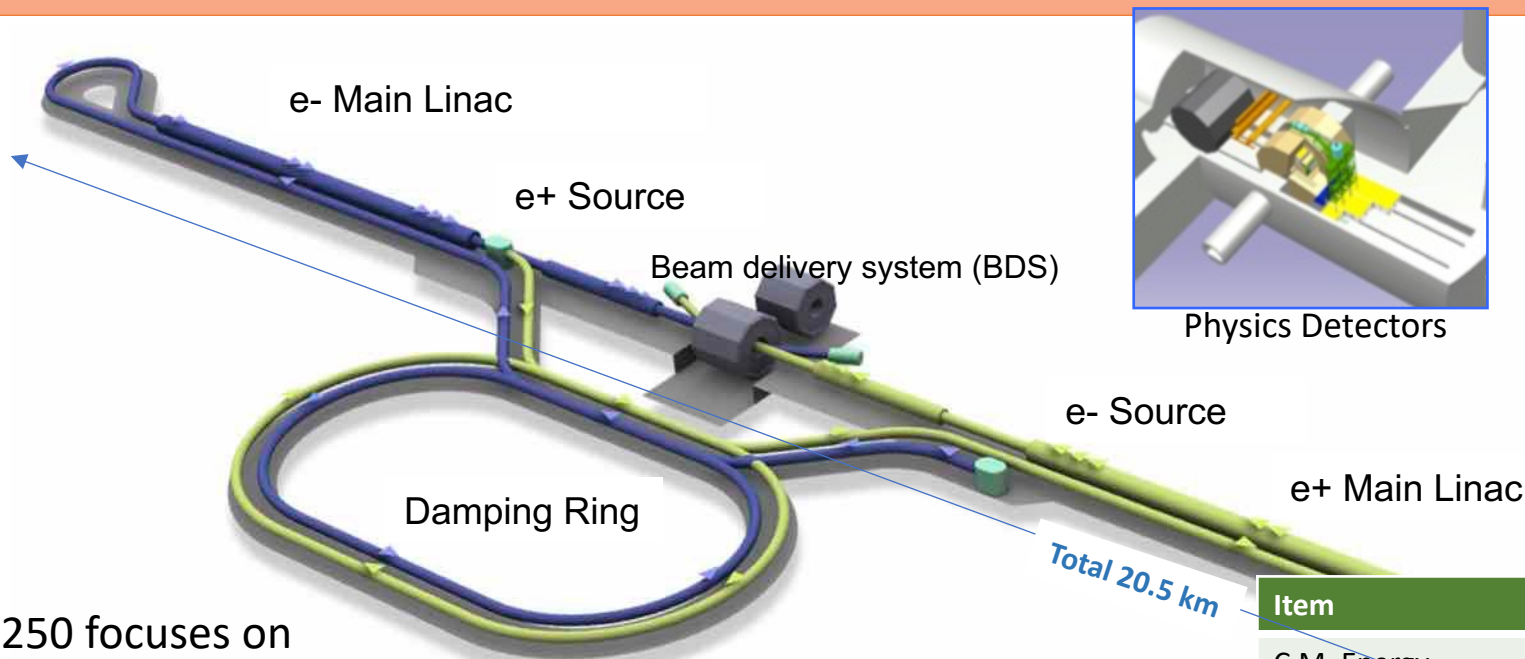 e- Main Linac
e+ Source
Beam delivery system (BDS)
Physics Detectors
e- Source
e+ Main Linac
Damping Ring
Total 20.5 km
Item
250 focuses on
C.M. Energy